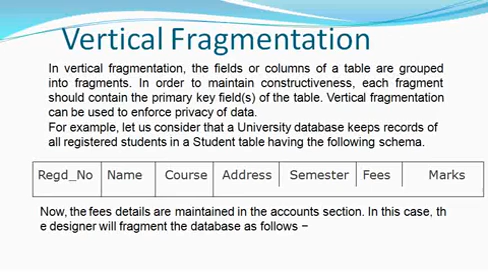 Vertical Fragmentation
In vertical fragmentation, the fields or columns of a table are grouped
into fragments. In order to maintain constructiveness, each fragment
should contain the primary key field(s) of the table. Vertical fragmentation
can be used to enforce privacy of data.
For example, let us consider that a University database keeps records of
all registered students in a Student table having the following schema.
Regd_No Name Course Address Semester Fees Marks
Now, the fees details are maintained in the accounts section. In this case, th
e designer will fragment the database as follows −